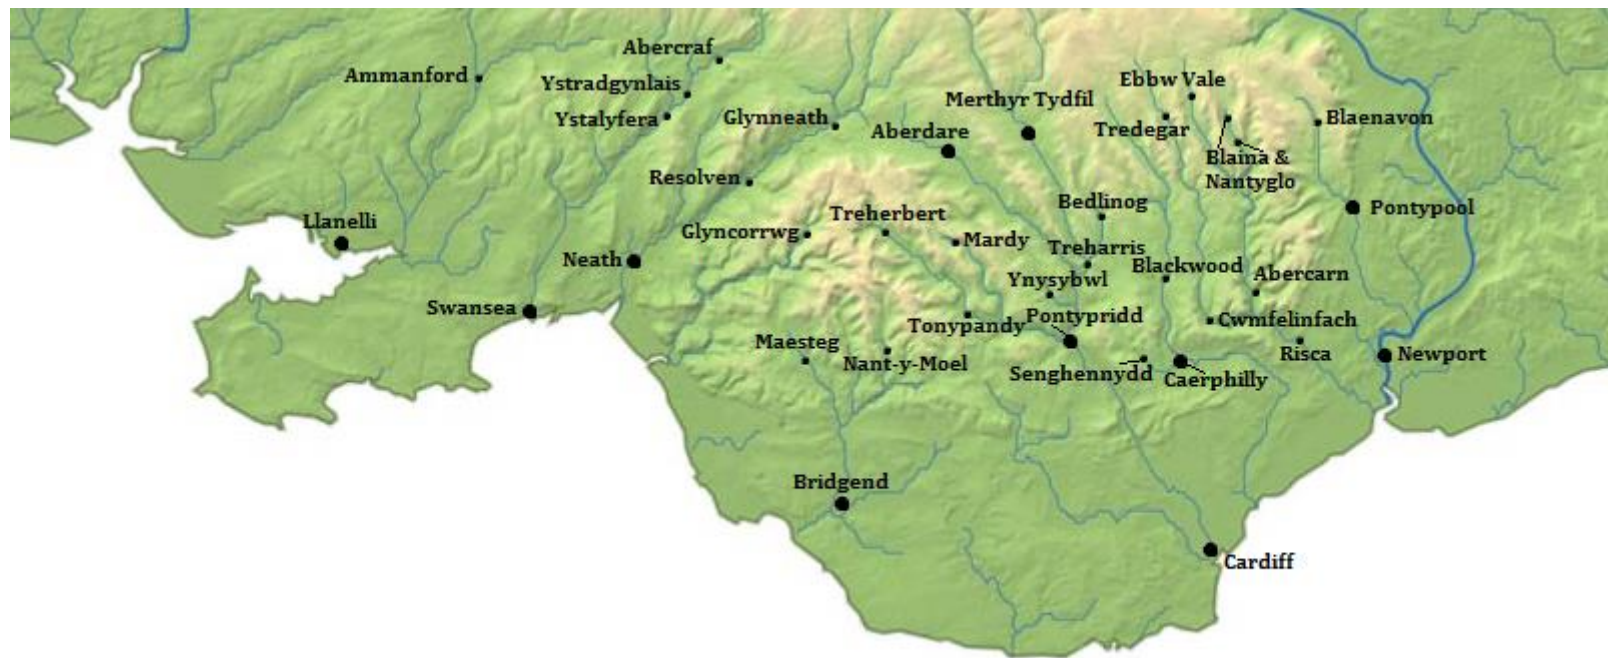 Abercraf
Ammanford
Ystradgynlais
Ebbw Vale
Merthyr Tydfil
Ystalyfera
Glynneath
Aberdare
Tredegar
Blaenavon
Blaina &
Nantyglo
Resolven
Bedlinog
Pontypool
Llanelli
Treherbert
Glyncorrwg
Mardy
Treharris
Neath
Blackwood
Abercarn
Ynysybwl
Swansea
Tonypandy
Pontypridd
Cwmfelinfach
Maesteg
Nant-y-Moel
Risca
Newport
Senghennydd
Caerphilly
Bridgend
Cardiff